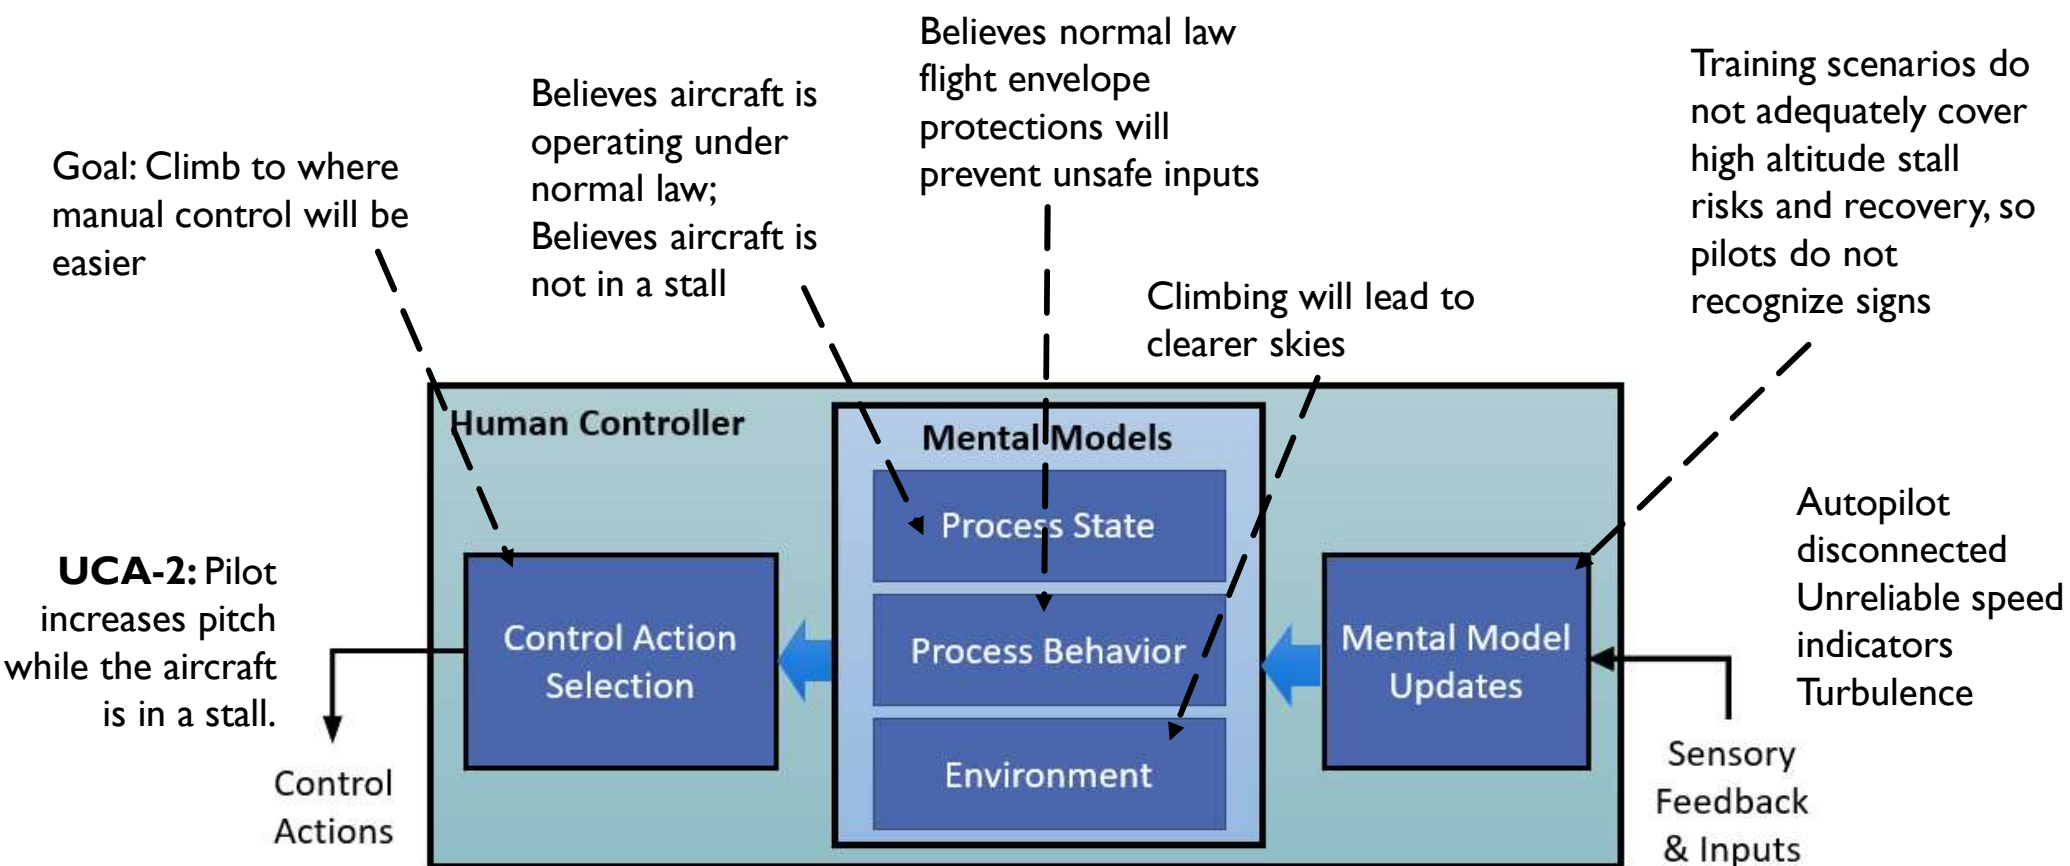 Goal: Climb to where
manual control will be
easier
Believes aircraft is
operating under
normal law;
Believes aircraft is
not in a stall
Believes normal law
flight envelope
protections will
prevent unsafe inputs
Climbing will lead to
clearer skies
Training scenarios do
not adequately cover
high altitude stall
risks and recovery, so
pilots do not
recognize signs
Human Controller
Mental Models
Process State
Process Behavior
Environment
Control Action
Selection
Mental Model
Updates
UCA-2: Pilot
increases pitch
while the aircraft
is in a stall.
Control
Actions
Autopilot
disconnected
Unreliable speed
indicators
Turbulence
Sensory
Feedback
& Inputs